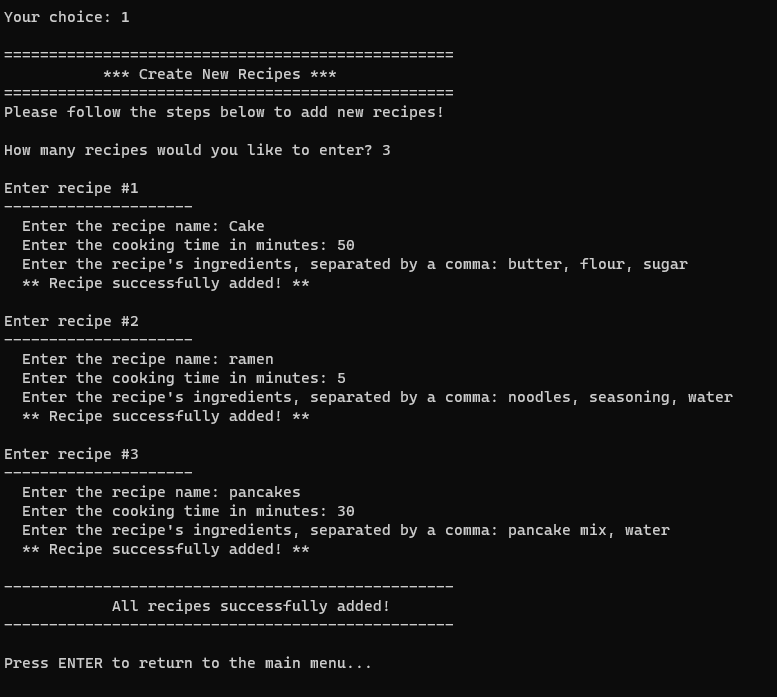 Your choice: 1
==================================================
*** Create New Recipes ***
==================================================
Please follow the steps below to add new recipes!
How many recipes would you like to enter? 3
Enter recipe #1
---------------------
Enter the recipe name: Cake
Enter the cooking time in minutes: 50
Enter the recipe's ingredients, separated by a comma: butter, flour, sugar
** Recipe successfully added! **
Enter recipe #2
---------------------
Enter the recipe name: ramen
Enter the cooking time in minutes: 5
Enter the recipe's ingredients, separated by a comma: noodles, seasoning, water
** Recipe successfully added! **
Enter recipe #3
---------------------
Enter the recipe name: pancakes
Enter the cooking time in minutes: 30
Enter the recipe's ingredients, separated by a comma: pancake mix, water
** Recipe successfully added! **
--------------------------------------------------
All recipes successfully added!
--------------------------------------------------
Press ENTER to return to the main menu...